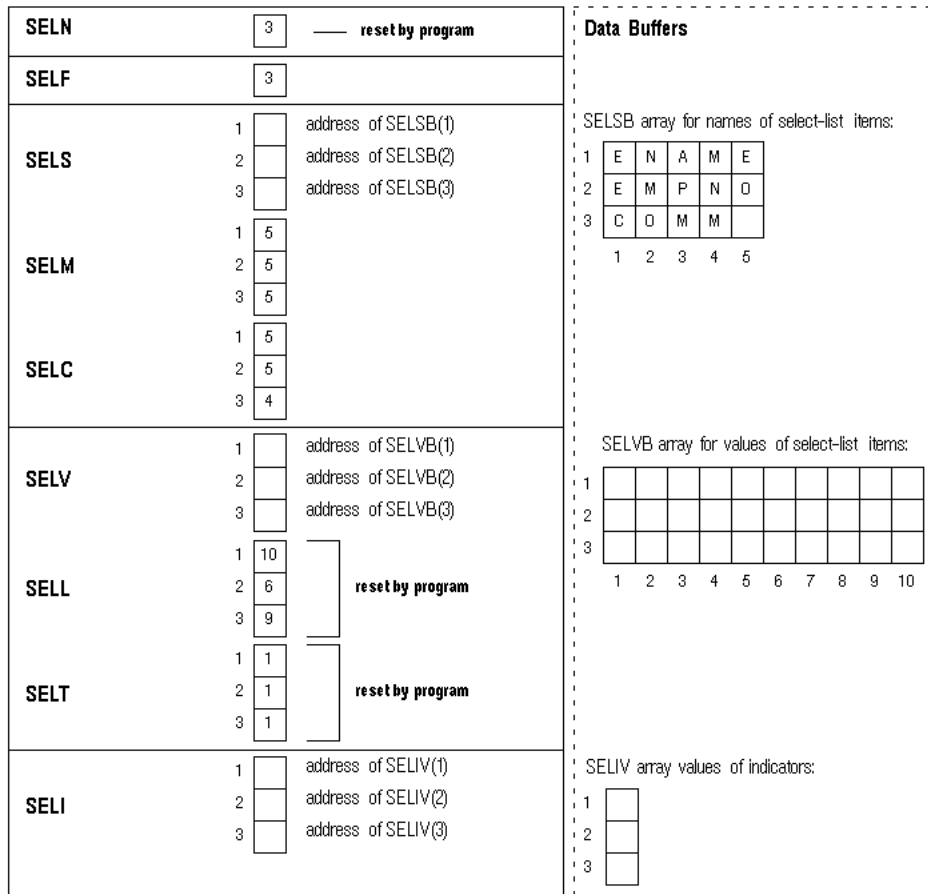 SELN 3 reset by program
SELF 3
SELS
1 address of SELSB(1)
2 address of SELSB(2)
3 address of SELSB(3)
SELM
1 5
2 5
3 5
SELC
1 5
2 5
3 4
SELV
1 address of SELVB(1)
2 address of SELVB(2)
3 address of SELVB(3)
SELL
1 10
2 6
3 9
reset by program
SELT
1 1
2 1
3 1
reset by program
SELI
1 address of SELIV(1)
2 address of SELIV(2)
3 address of SELIV(3)
Data Buffers
SELSB array for names of select-list items:
1 E N A M E
2 E M P N O
3 C O M M
1 2 3 4 5
SELVB array for values of select-list items:
1
2
3
1 2 3 4 5 6 7 8 9 10
SELIV array values of indicators:
1
2
3